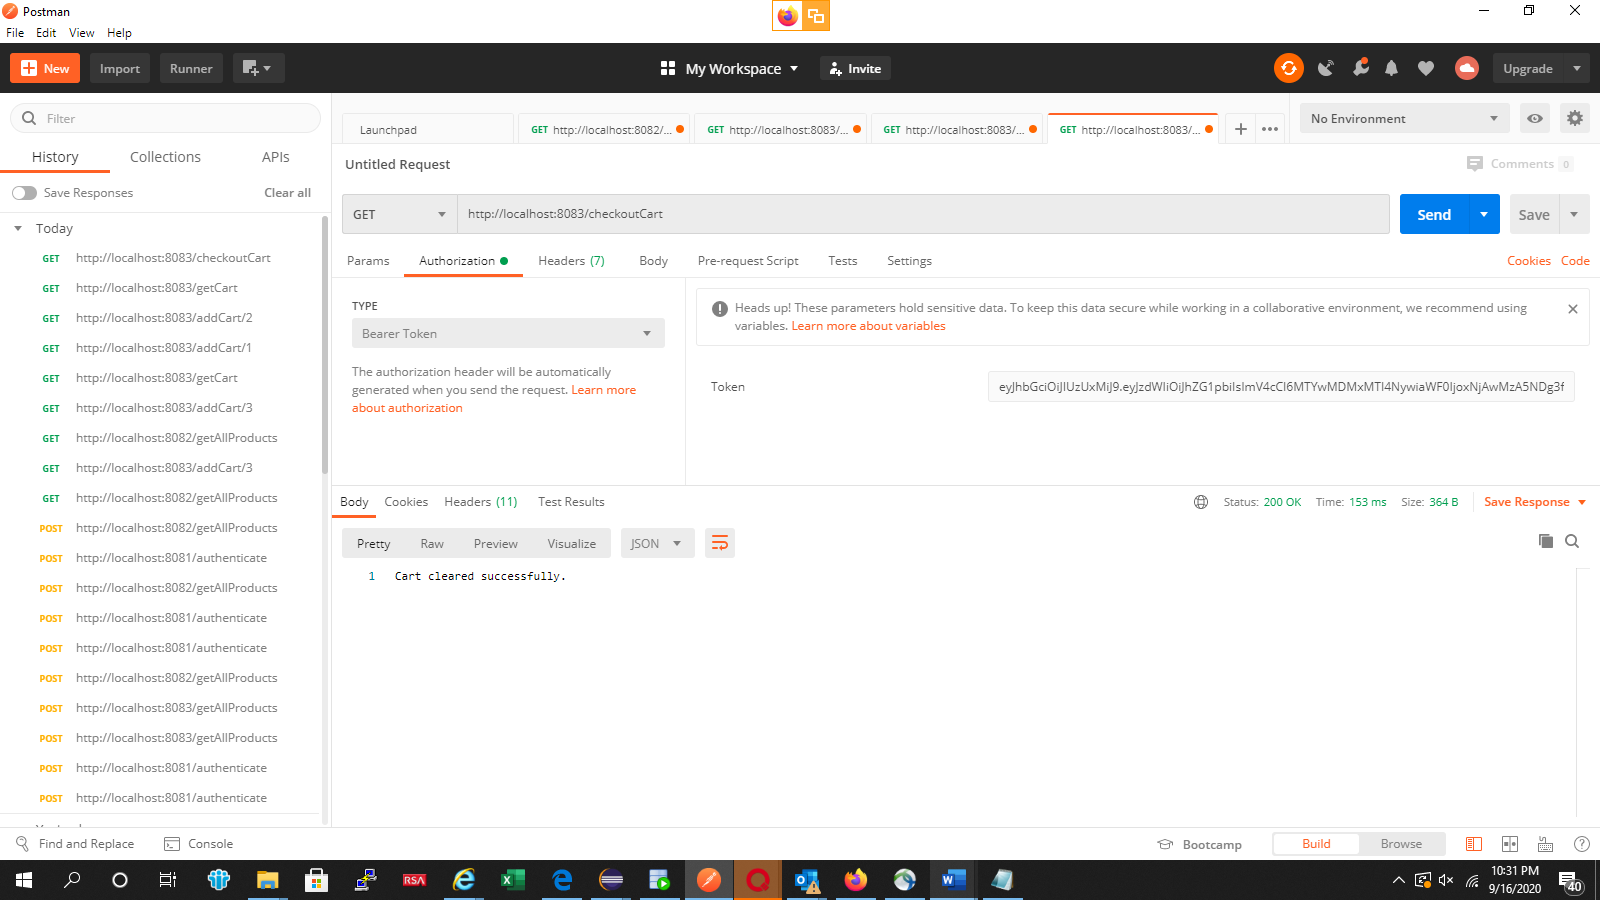 Postman
File Edit View Help
New Import Runner My Workspace Invite Upgrade
Filter
History Collections APIs
Save Responses Clear all
Today
GET http://localhost:8083/checkoutCart
GET http://localhost:8083/getCart
GET http://localhost:8083/addCart/2
GET http://localhost:8083/addCart/1
GET http://localhost:8083/getCart
GET http://localhost:8083/addCart/3
GET http://localhost:8082/getAllProducts
GET http://localhost:8083/addCart/3
GET http://localhost:8082/getAllProducts
POST http://localhost:8082/getAllProducts
POST http://localhost:8081/authenticate
POST http://localhost:8082/getAllProducts
POST http://localhost:8081/authenticate
POST http://localhost:8081/authenticate
POST http://localhost:8082/getAllProducts
POST http://localhost:8083/getAllProducts
POST http://localhost:8083/getAllProducts
POST http://localhost:8081/authenticate
POST http://localhost:8081/authenticate
Launchpad GET http://localhost:8082/... GET http://localhost:8083/... GET http://localhost:8083/... GET http://localhost:8083/... No Environment
Untitled Request Comments 0
GET http://localhost:8083/checkoutCart Send Save
Params Authorization Headers (7) Body Pre-request Script Tests Settings Cookies Code
TYPE
Bearer Token
The authorization header will be automatically
generated when you send the request. Learn more
about authorization
Heads up! These parameters hold sensitive data. To keep this data secure while working in a collaborative environment, we recommend using
variables. Learn more about variables
Token
Body Cookies Headers (11) Test Results Status: 200 OK Time: 153 ms Size: 364 B Save Response
Pretty Raw Preview Visualize JSON
1 Cart cleared successfully.
Find and Replace Console Bootcamp Build Browse
RSA
10:31 PM
9/16/2020
40